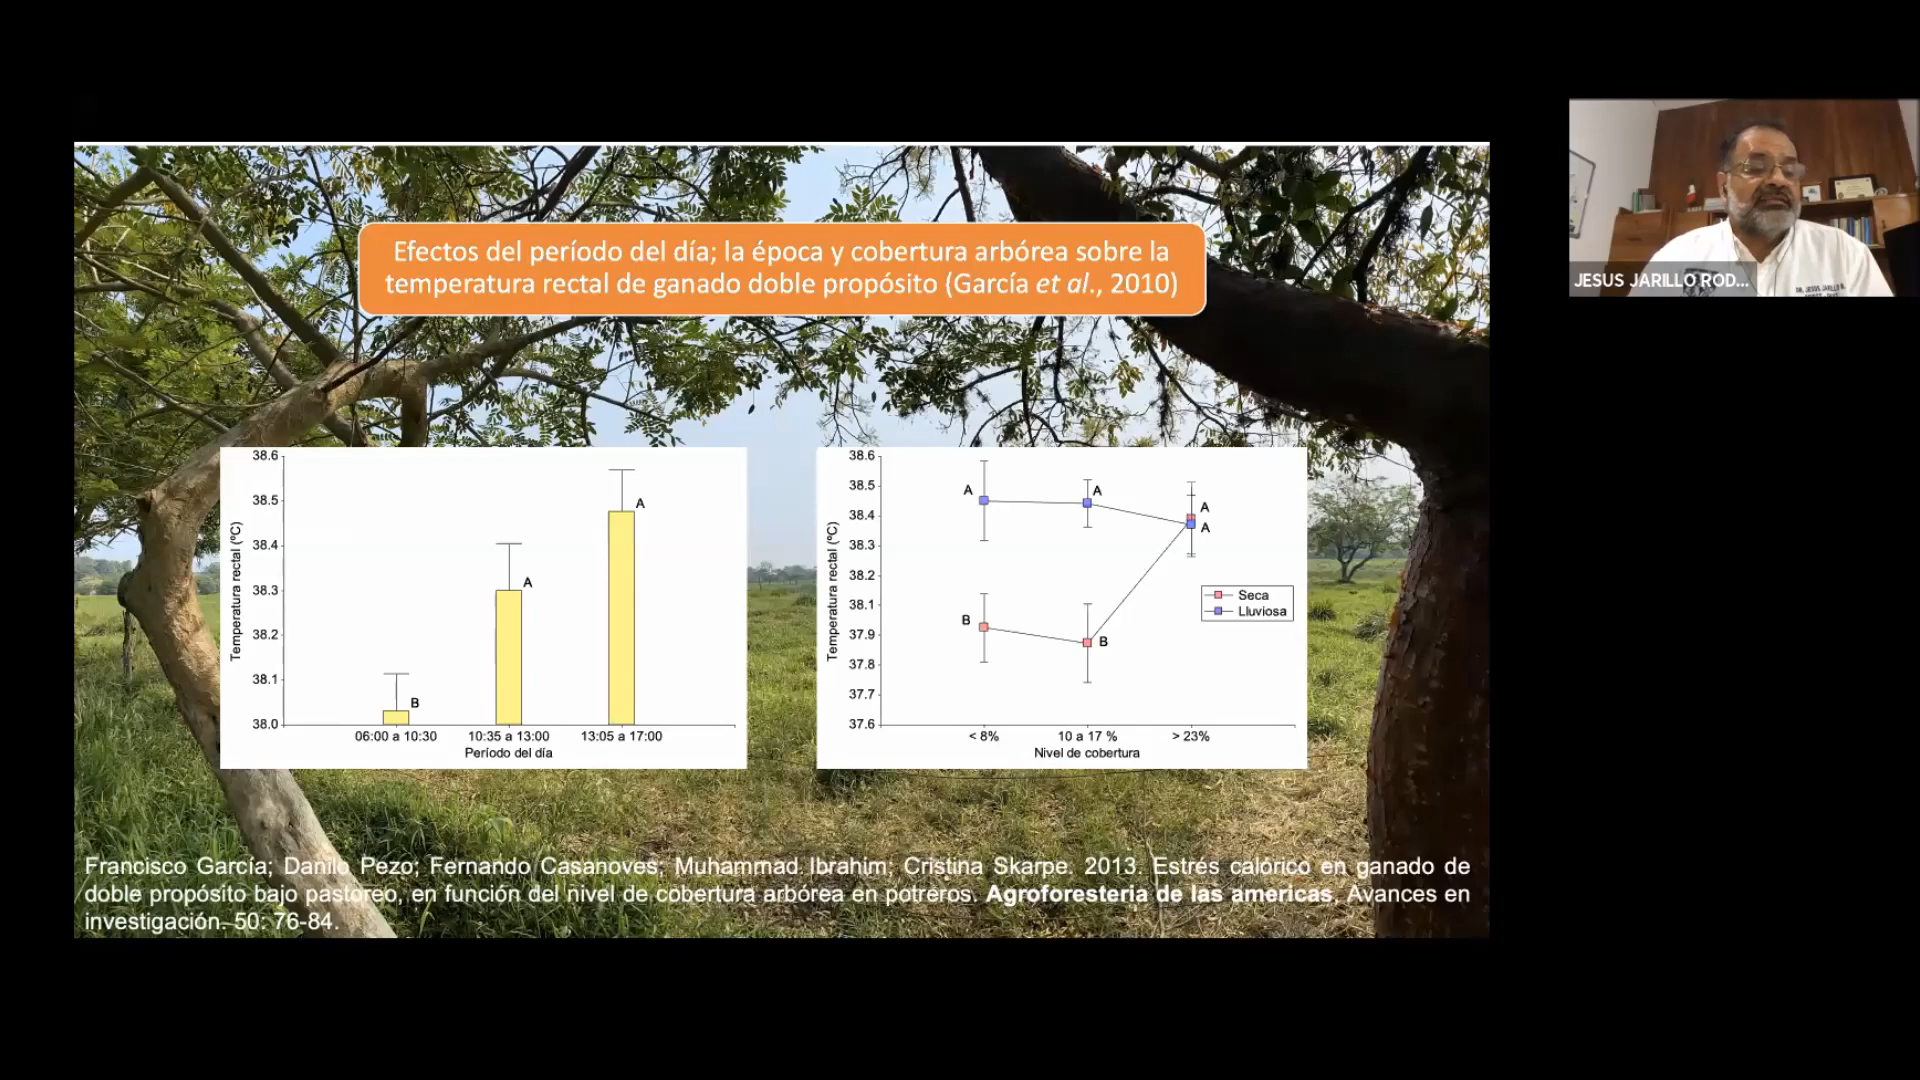 Efectos del período del día; la época y cobertura arbórea sobre la
temperatura rectal de ganado doble propósito (García et al., 2010)
38.6
38.5
38.4
38.3
38.2
38.1
38.0
Temperatura rectal (ºC)
A
A
B
06:00 a 10:30
10:35 a 13:00
13:05 a 17:00
Período del día
38.6
38.5
38.4
38.3
38.2
38.1
37.9
37.8
37.7
37.6
Temperatura rectal (ºC)
A
A
A
A
B
B
Seca
Lluviosa
< 8%
10 a 17 %
> 23%
Nivel de cobertura
Francisco García; Danilo Pezo; Fernando Casanoves; Muhammad Ibrahim; Cristina Skarpe. 2013. Estrés calórico en ganado de
doble propósito bajo pastoreo, en función del nivel de cobertura arbórea en potreros. Agroforesteria de las americas. Avances en
investigación. 50: 76-84.
JESUS JARILLO ROD...